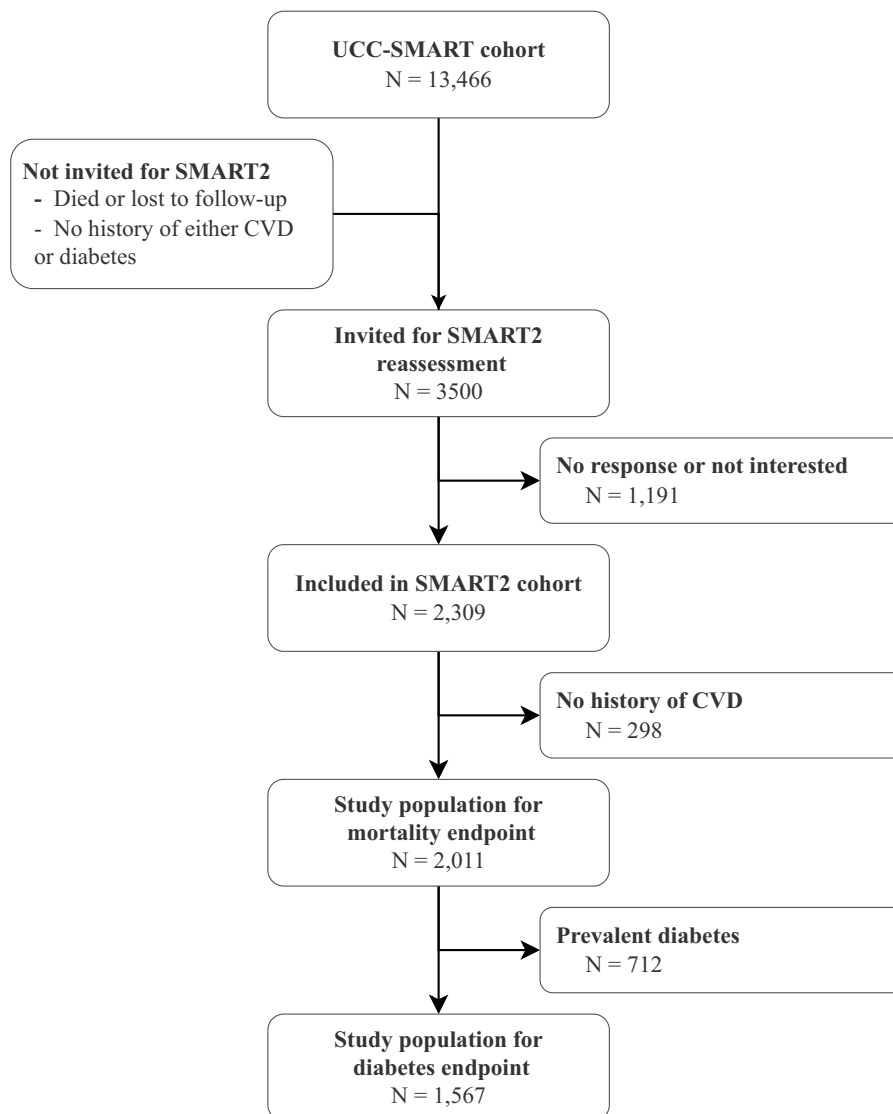 UCC-SMART cohort
N = 13,466
Not invited for SMART2
- Died or lost to follow-up
- No history of either CVD
or diabetes
Invited for SMART2
reassessment
N = 3500
No response or not interested
N = 1,191
Included in SMART2 cohort
N = 2,309
No history of CVD
N = 298
Study population for
mortality endpoint
N = 2,011
Prevalent diabetes
N = 712
Study population for
diabetes endpoint
N = 1,567